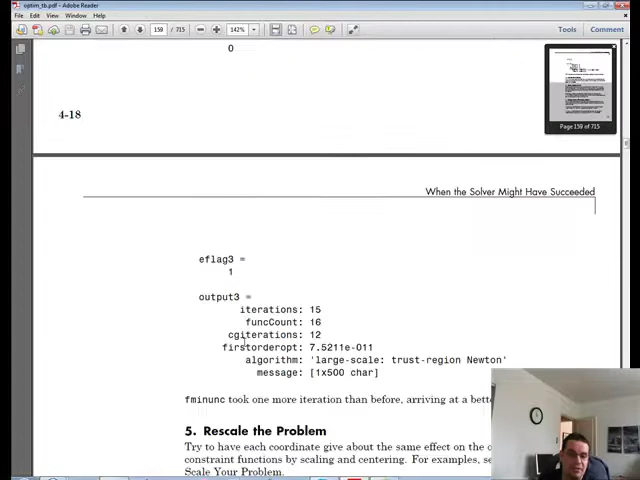 optim_tb.pdf - Adobe Reader
File Edit View Window Help
159 / 715
142%
Tools
Comment
0
4-18
Page 159 of 715
When the Solver Might Have Succeeded
eflag3 =
1
output3 =
iterations: 15
funcCount: 16
cgiterations: 12
firstorderopt: 7.5211e-011
algorithm: 'large-scale: trust-region Newton'
message: [1x500 char]
fminunc took one more iteration than before, arriving at a
5. Rescale the Problem
Try to have each coordinate give about the same effect on the
constraint functions by scaling and centering. For examples,
Scale Your Problem.